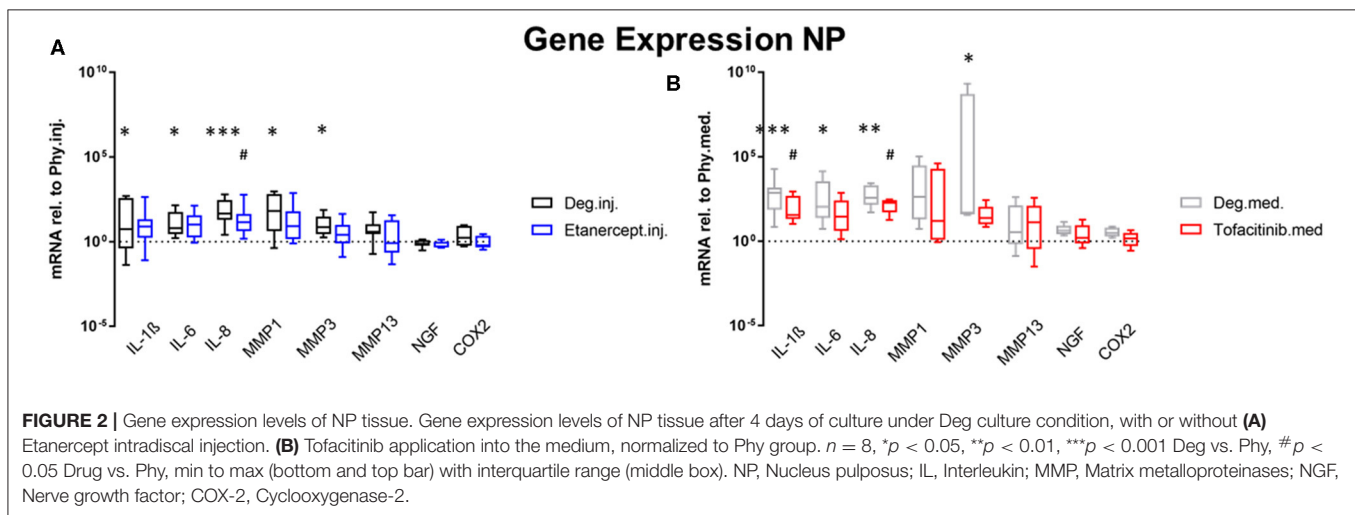 Gene Expression NP
A
mRNA rel. to Phy.inj.
10^10
10^5
10^0
10^-5
* * *** * *
#
IL-1ß IL-6 IL-8 MMP1 MMP3 MMP13 NGF COX2
Deg.inj.
Etanercept.inj.
B
mRNA rel. to Phy.med.
10^10
10^5
10^0
10^-5
*** * ** *
# #
IL-1ß IL-6 IL-8 MMP1 MMP3 MMP13 NGF COX2
Deg.med.
Tofacitinib.med
FIGURE 2 | Gene expression levels of NP tissue. Gene expression levels of NP tissue after 4 days of culture under Deg culture condition, with or without (A)
Etanercept intradiscal injection. (B) Tofacitinib application into the medium, normalized to Phy group. n = 8, *p < 0.05, **p < 0.01, ***p < 0.001 Deg vs. Phy, #p <
0.05 Drug vs. Phy, min to max (bottom and top bar) with interquartile range (middle box). NP, Nucleus pulposus; IL, Interleukin; MMP, Matrix metalloproteinases; NGF,
Nerve growth factor; COX-2, Cyclooxygenase-2.